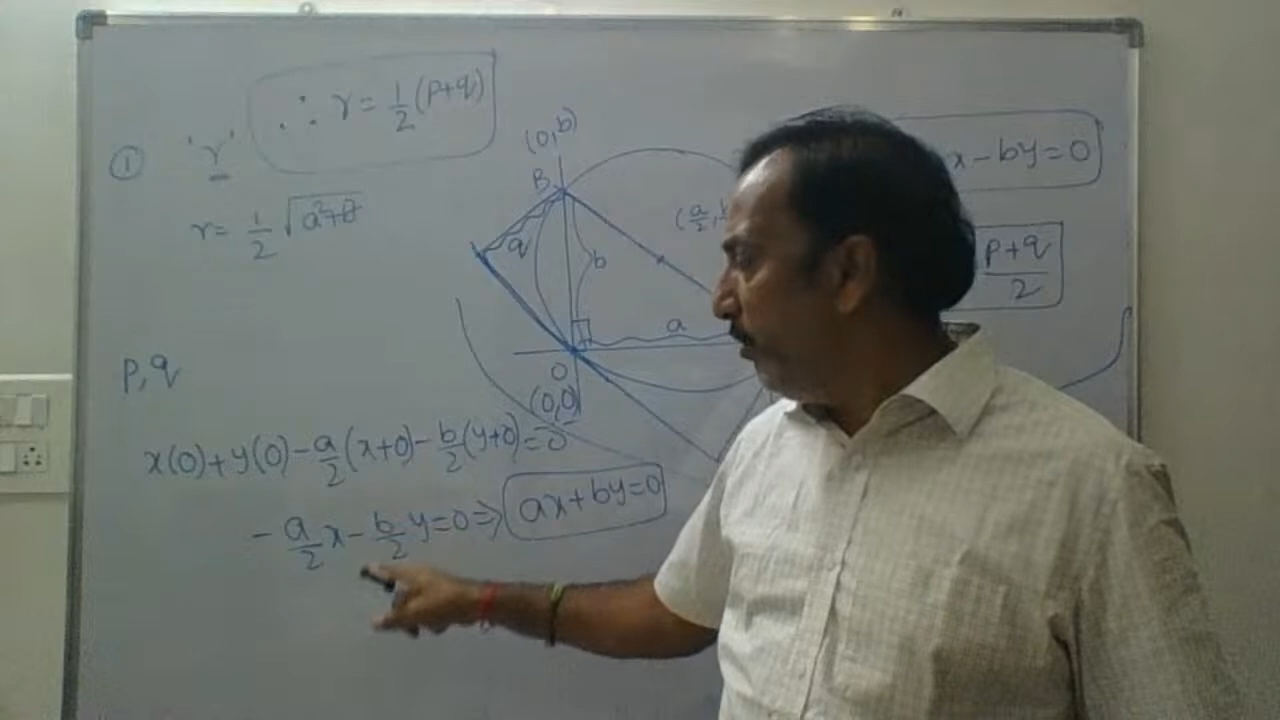 ∴ r = 1/2 (p+q)
① 'r'
r = 1/2 √(a²+b²)
(0,b)
B
q
b
a
(a/2, b
O
(0,0)
x - by = 0
p+q/2
p, q
x(0)+y(0) - a/2 (x+0) - b/2 (y+0) = 0
- a/2 x - b/2 y = 0 ⇒ ax+by=0